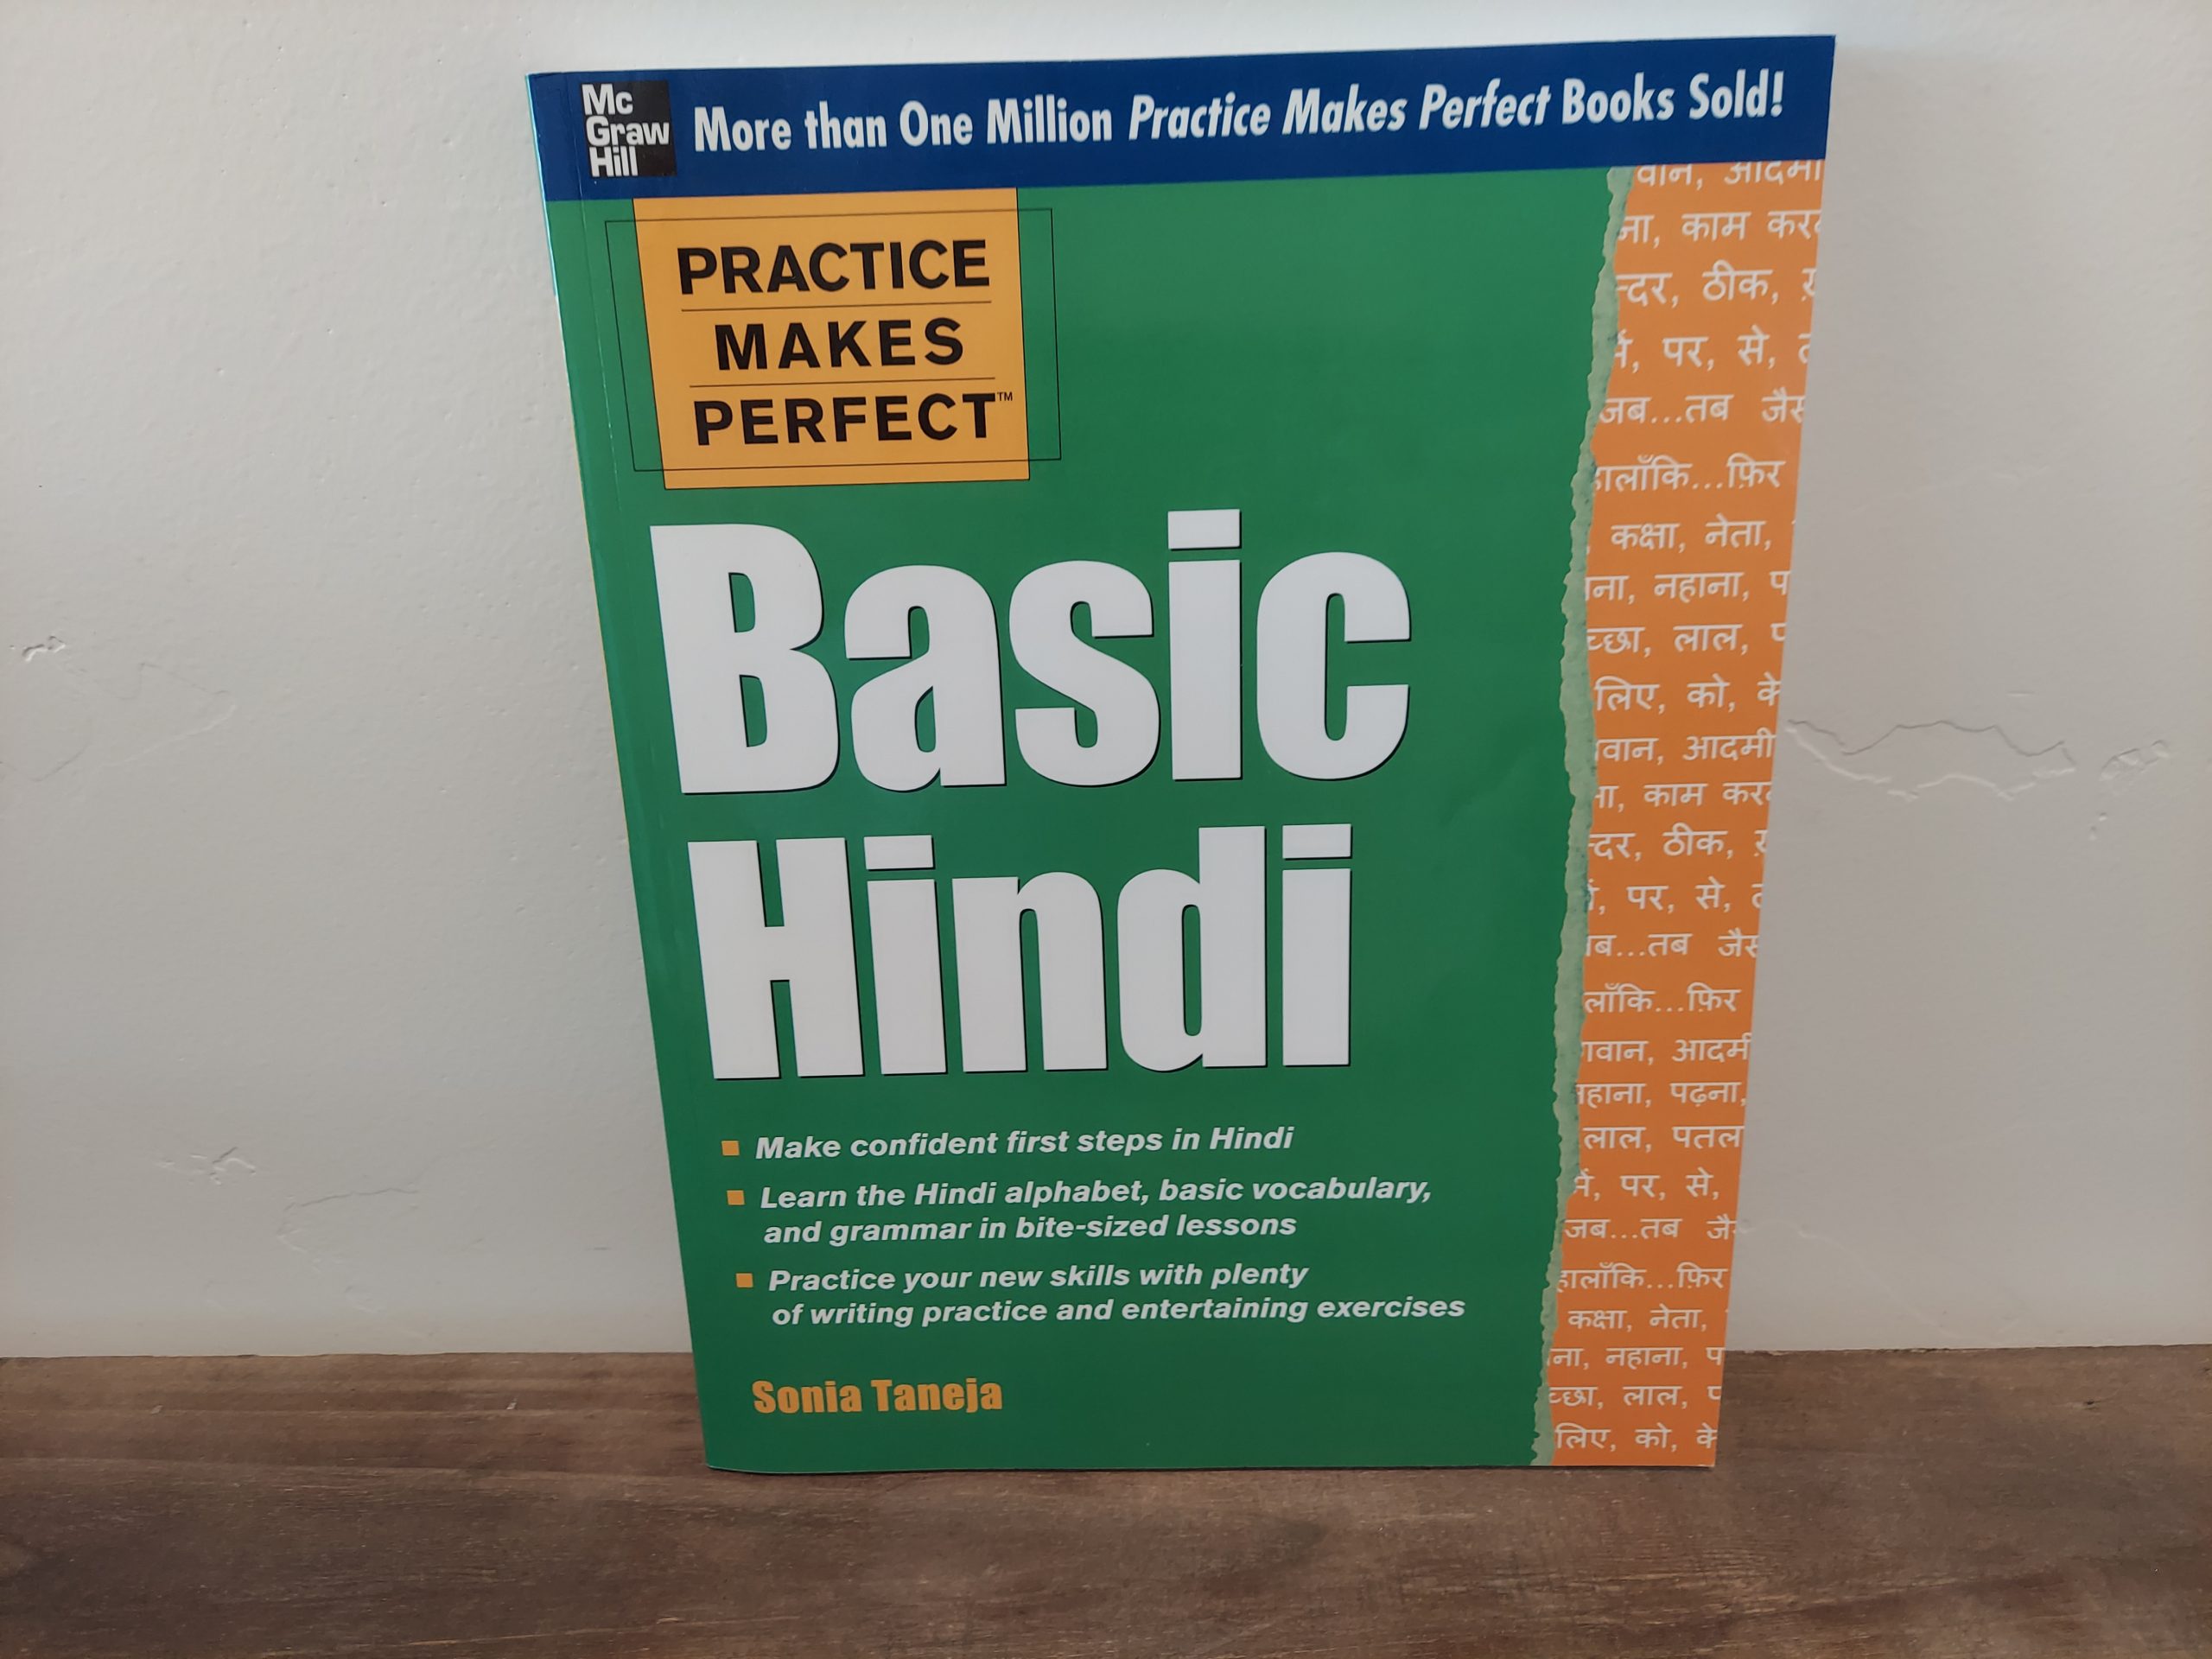 Mc
Graw
Hill
More than One Million Practice Makes Perfect Books Sold!
PRACTICE
MAKES
PERFECT™
Basic
Hindi
■ Make confident first steps in Hindi
■ Learn the Hindi alphabet, basic vocabulary,
and grammar in bite-sized lessons
■ Practice your new skills with plenty
of writing practice and entertaining exercises
Sonia Taneja
आदमी
काम
ठीक,
पर, से,
जब...तब
फ़िर
कक्षा, नेता,
नहाना,
लाल,
लिए, को, के
आदमी
काम
ठीक,
पर, से,
तब
फ़िर
पढ़ना,
लाल,
पर, से,
जब...तब
फ़िर
कक्षा, नेता,
नहाना,
लाल,
लिए, को, के